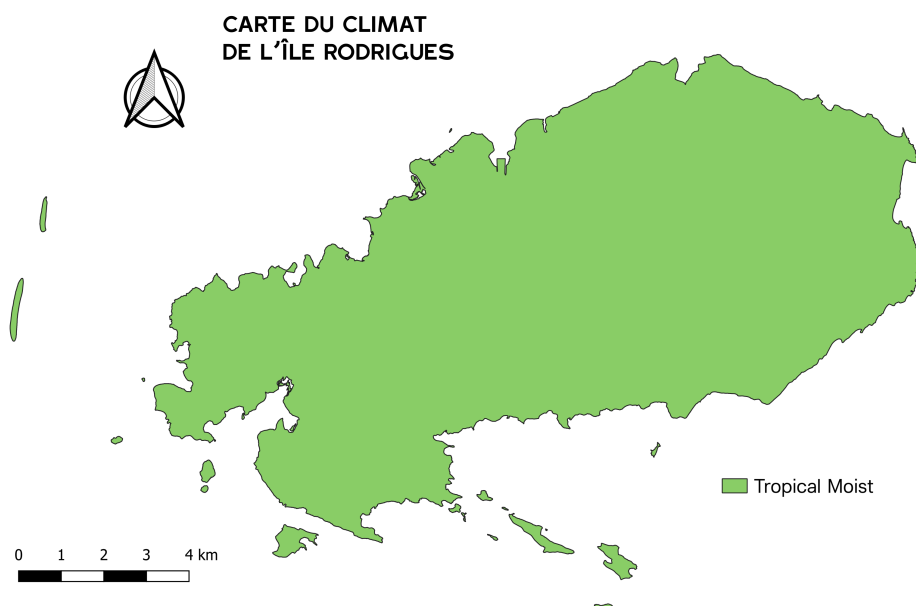 CARTE DU CLIMAT
DE L'ÎLE RODRIGUES
Tropical Moist
0 1 2 3 4 km